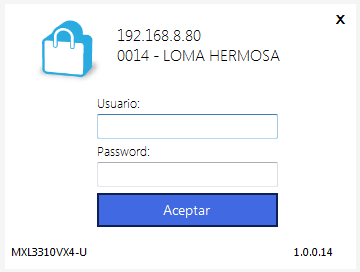 X
192.168.8.80
0014 - LOMA HERMOSA
Usuario:
Password:
Aceptar
MXL3310VX4-U 1.0.0.14